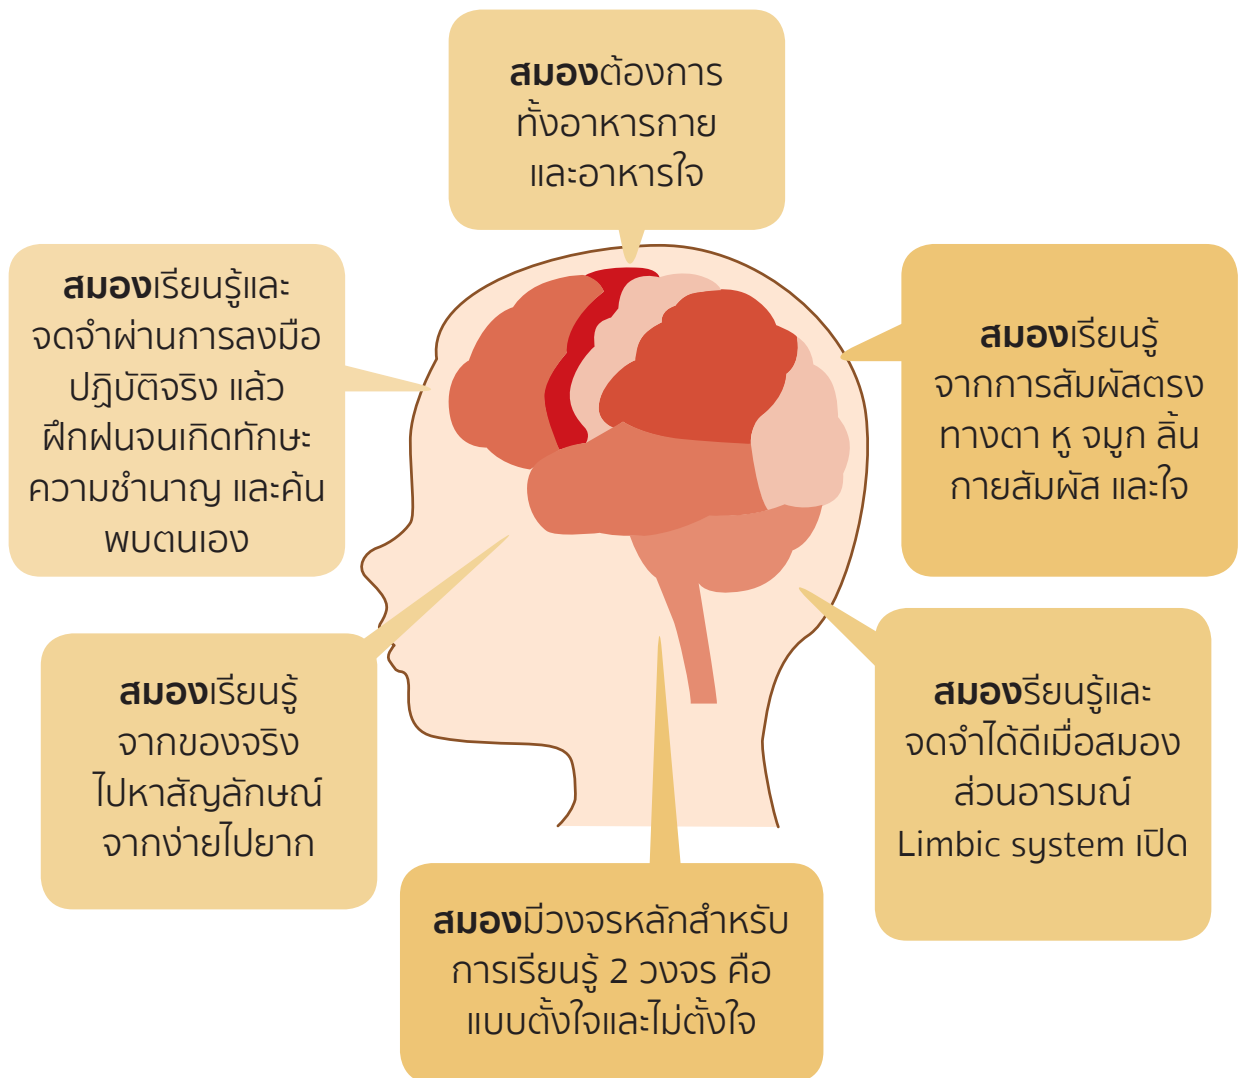 สมองต้องการ
ทั้งอาหารกาย
และอาหารใจ
สมองเรียนรู้และ
จดจำผ่านการลงมือ
ปฏิบัติจริง แล้ว
ฝึกฝนจนเกิดทักษะ
ความชำนาญ และค้น
พบตนเอง
สมองเรียนรู้
จากการสัมผัสตรง
ทางตา หู จมูก ลิ้น
กายสัมผัส และใจ
สมองเรียนรู้
จากของจริง
ไปหาสัญลักษณ์
จากง่ายไปยาก
สมองรียนรู้และ
จดจำได้ดีเมื่อสมอง
ส่วนอารมณ์
Limbic system เปิด
สมองมีวงจรหลักสำหรับ
การเรียนรู้ 2 วงจร คือ
แบบตั้งใจและไม่ตั้งใจ